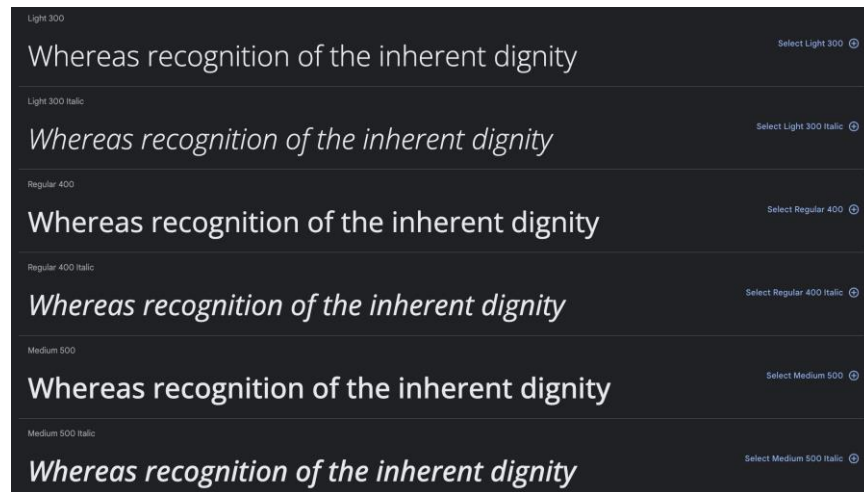 Light 300
Whereas recognition of the inherent dignity
Select Light 300
Light 300 Italic
Whereas recognition of the inherent dignity
Select Light 300 Italic
Regular 400
Whereas recognition of the inherent dignity
Select Regular 400
Regular 400 Italic
Whereas recognition of the inherent dignity
Select Regular 400 Italic
Medium 500
Whereas recognition of the inherent dignity
Select Medium 500
Medium 500 Italic
Whereas recognition of the inherent dignity
Select Medium 500 Italic